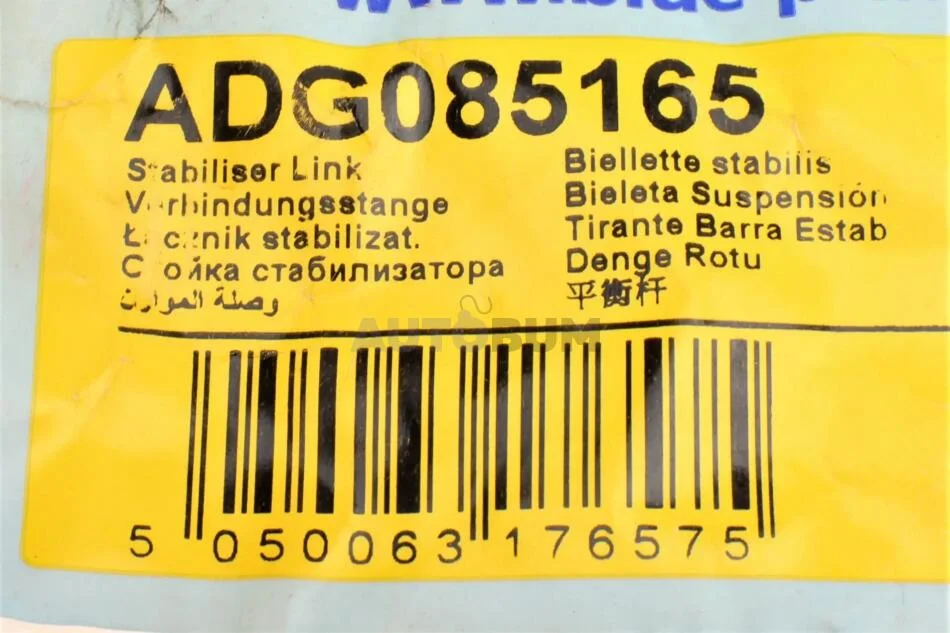 ADG085165
Stabiliser Link
Verbindungsstange
Łącznik stabilizat.
Стойка стабилизатора
وصلة الموازن
Biellette stabilis
Bieleta Suspensión
Tirante Barra Estab
Denge Rotu
平衡杆
AUTOBUM
5 050063 176575